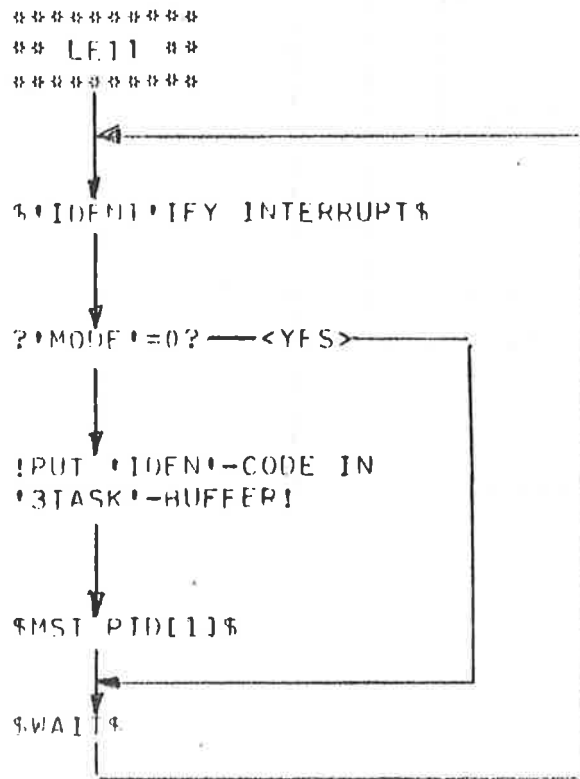 **********
** LE11 **
**********
$'IDENT'IFY INTERRUPT$
?'MODE'=0? <YES>
!PUT 'IDEN'-CODE IN
'3TASK'-BUFFER!
$MST PID[1]$
$WAIT$